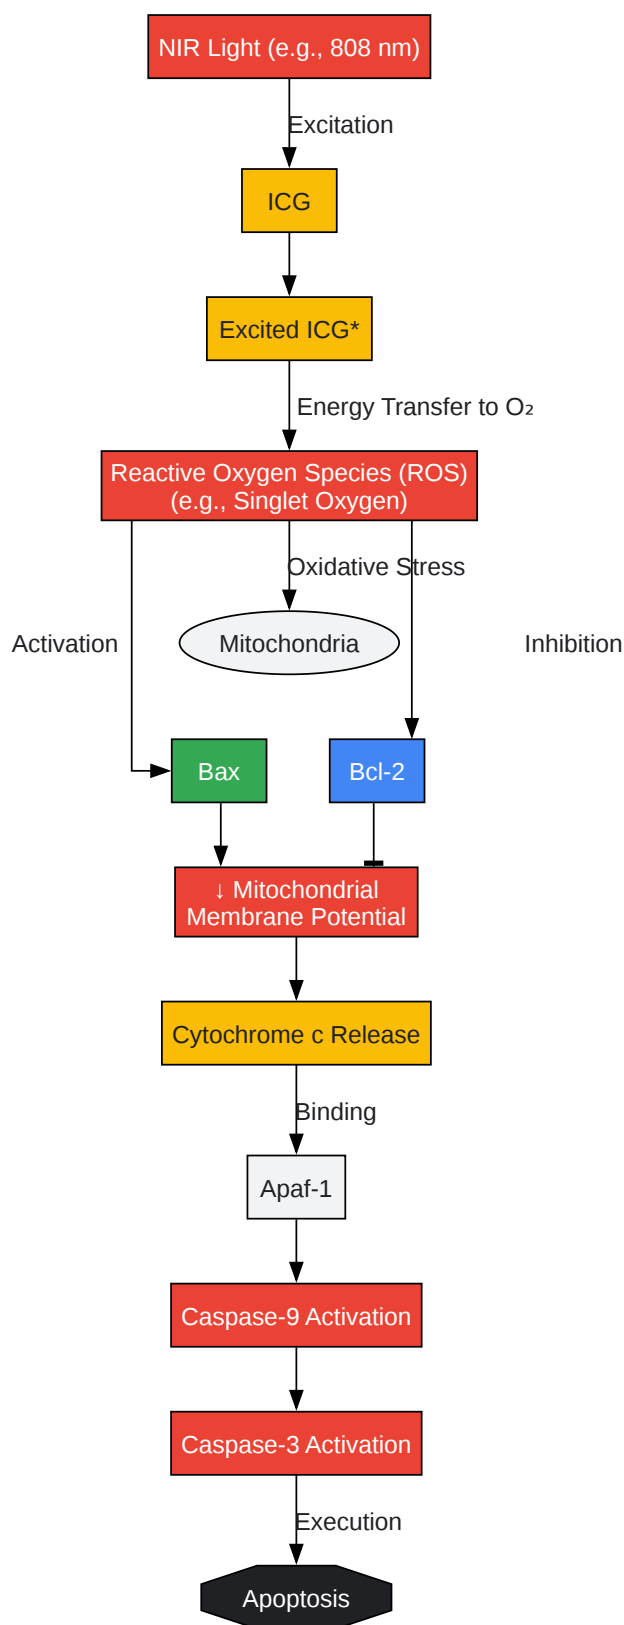 NIR Light (e.g., 808 nm)
Excitation
ICG
Excited ICG*
Energy Transfer to O₂
Reactive Oxygen Species (ROS)
(e.g., Singlet Oxygen)
Oxidative Stress
Activation
Mitochondria
Inhibition
Bax
Bcl-2
↓ Mitochondrial
Membrane Potential
Cytochrome c Release
Binding
Apaf-1
Caspase-9 Activation
Caspase-3 Activation
Execution
Apoptosis